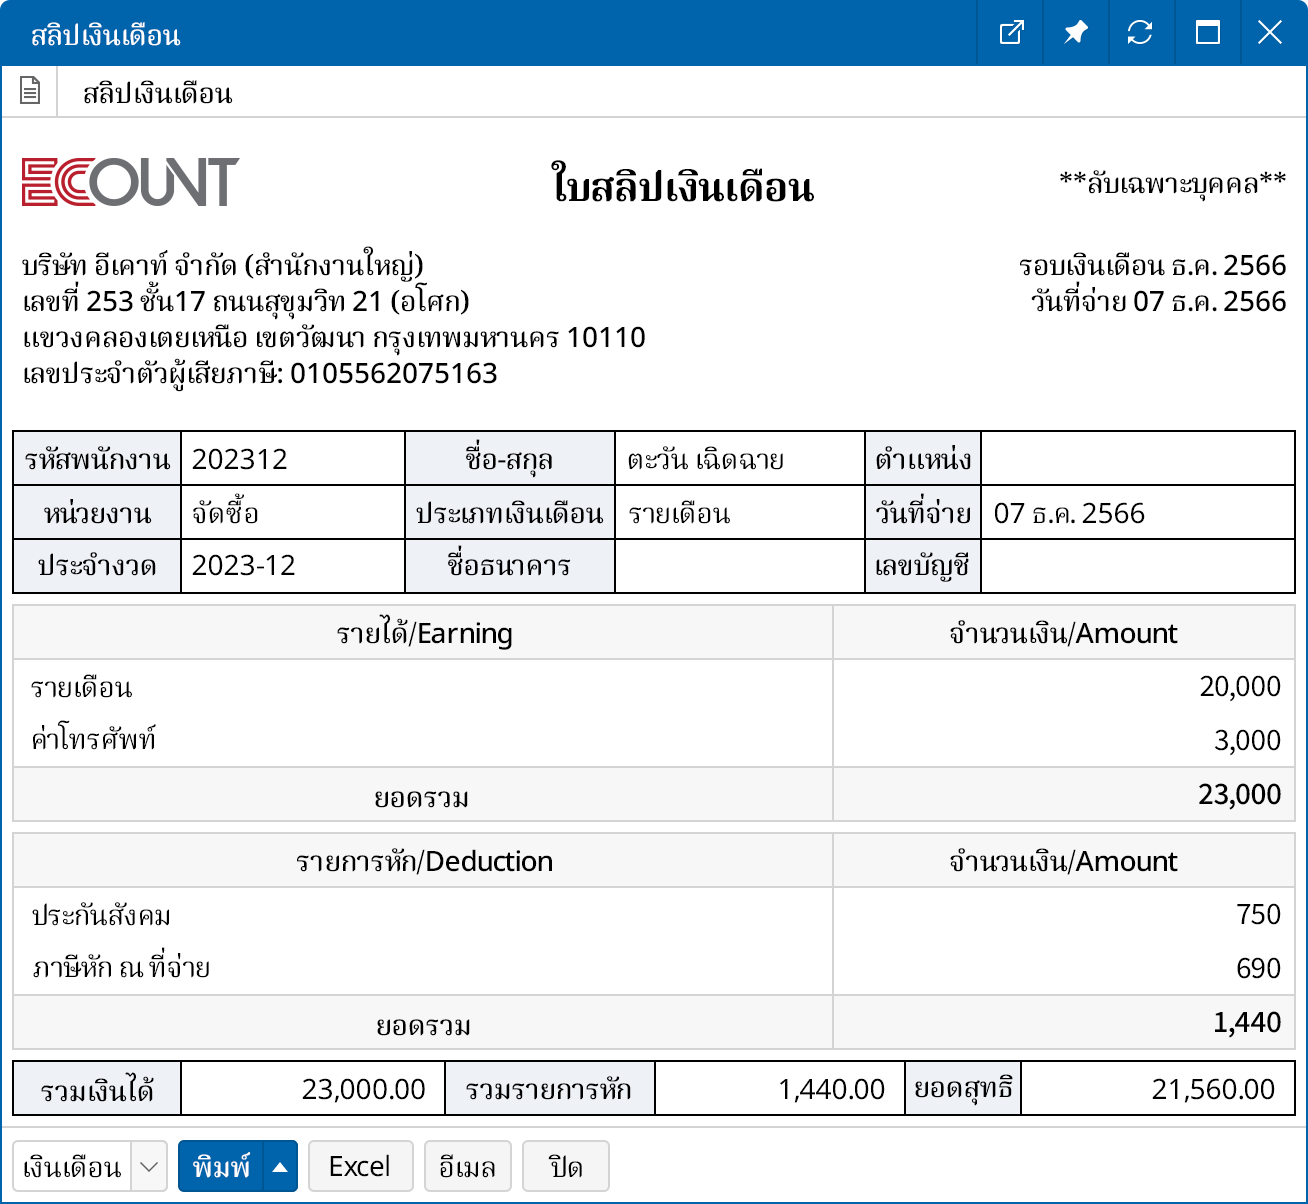 สลิปเงินเดือน
สลิปเงินเดือน
ECOUNT
ใบสลิปเงินเดือน
**ลับเฉพาะบุคคล**
บริษัท อีเคาท์ จำกัด (สำนักงานใหญ่)
รอบเงินเดือน ธ.ค. 2566
เลขที่ 253 ชั้น17 ถนนสุขุมวิท 21 (อโศก)
วันที่จ่าย 07 ธ.ค. 2566
แขวงคลองเตยเหนือ เขตวัฒนา กรุงเทพมหานคร 10110
เลขประจำตัวผู้เสียภาษี: 0105562075163
รหัสพนักงาน 202312 ชื่อ-สกุล ตะวัน เฉิดฉาย ตำแหน่ง
หน่วยงาน จัดซื้อ ประเภทเงินเดือน รายเดือน วันที่จ่าย 07 ธ.ค. 2566
ประจำงวด 2023-12 ชื่อธนาคาร เลขบัญชี
รายได้/Earning จำนวนเงิน/Amount
รายเดือน 20,000
ค่าโทรศัพท์ 3,000
ยอดรวม 23,000
รายการหัก/Deduction จำนวนเงิน/Amount
ประกันสังคม 750
ภาษีหัก ณ ที่จ่าย 690
ยอดรวม 1,440
รวมเงินได้ 23,000.00 รวมรายการหัก 1,440.00 ยอดสุทธิ 21,560.00
เงินเดือน พิมพ์ Excel อีเมล ปิด